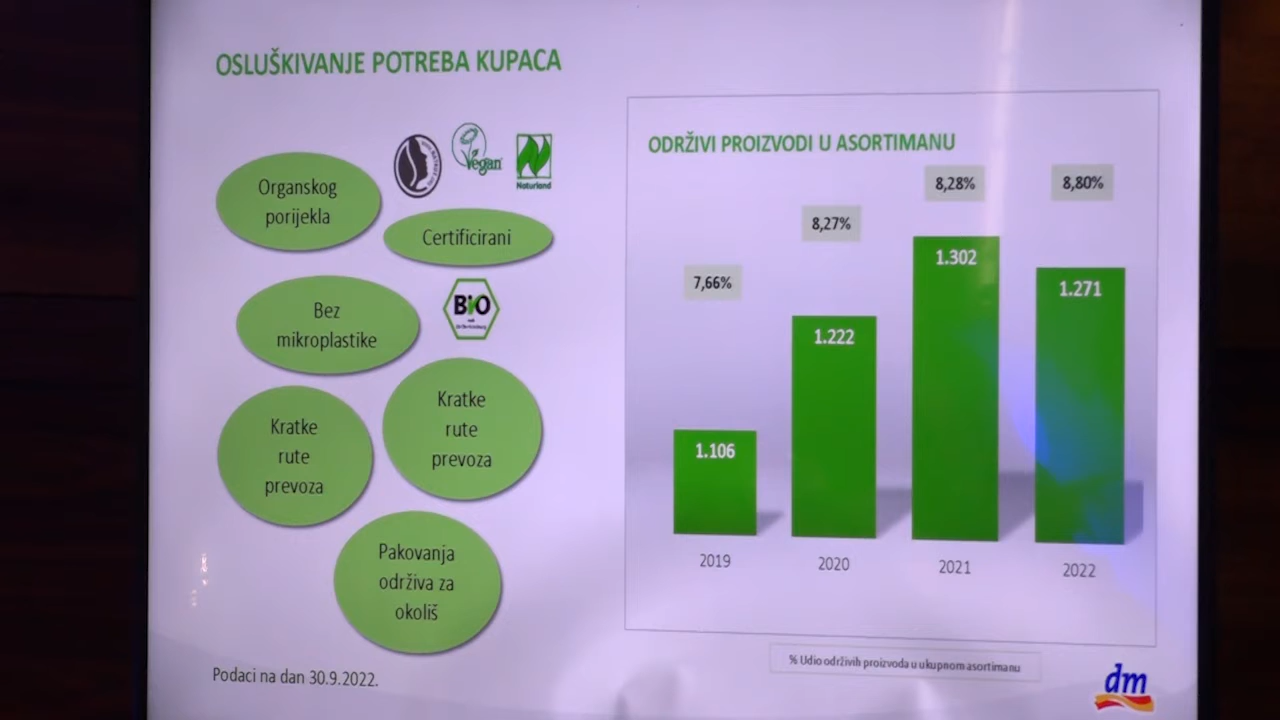 OSLUŠKIVANJE POTREBA KUPACA
Organskog
porijekla
Vegan
Naturland
Certificirani
Bez
mikroplastike
BIO
Kratke
rute
prevoza
Kratke
rute
prevoza
Pakovanja
održiva za
okoliš
Podaci na dan 30.9.2022.
ODRŽIVI PROIZVODI U ASORTIMANU
7,66%
8,27%
8,28%
8,80%
1.106
1.222
1.302
1.271
2019
2020
2021
2022
% Udio održivih proizvoda u ukupnom asortimanu
dm